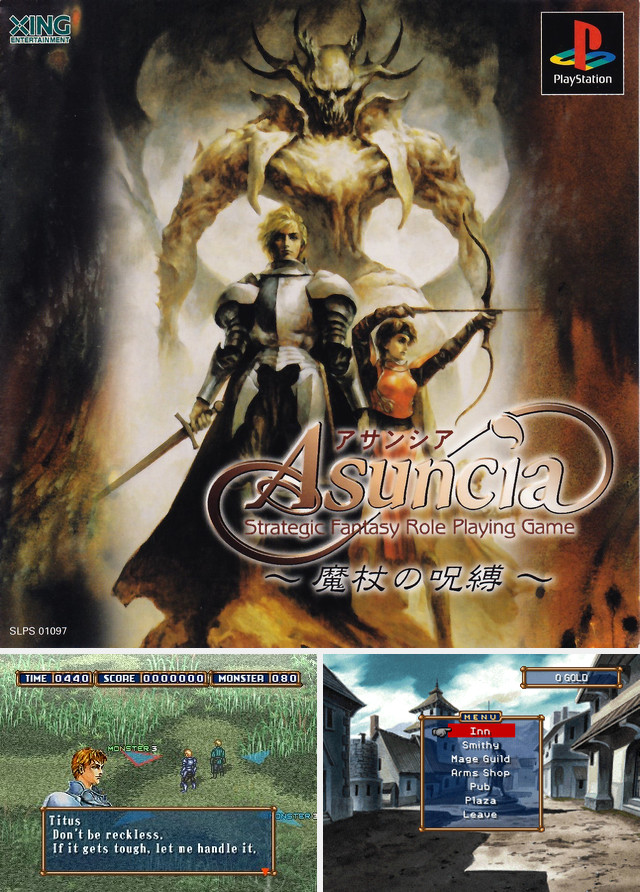 XING
ENTERTAINMENT
PlayStation
アサンシア
Asuncia
Strategic Fantasy Role Playing Game
～魔杖の呪縛～
SLPS 01097
TIME 0440 SCORE 0000000 MONSTER 080
MONSTER 3
MONSTER 3
Titus
Don't be reckless.
If it gets tough, let me handle it.
0 GOLD
MENU
Inn
Smithy
Mage Guild
Arms Shop
Pub
Plaza
Leave